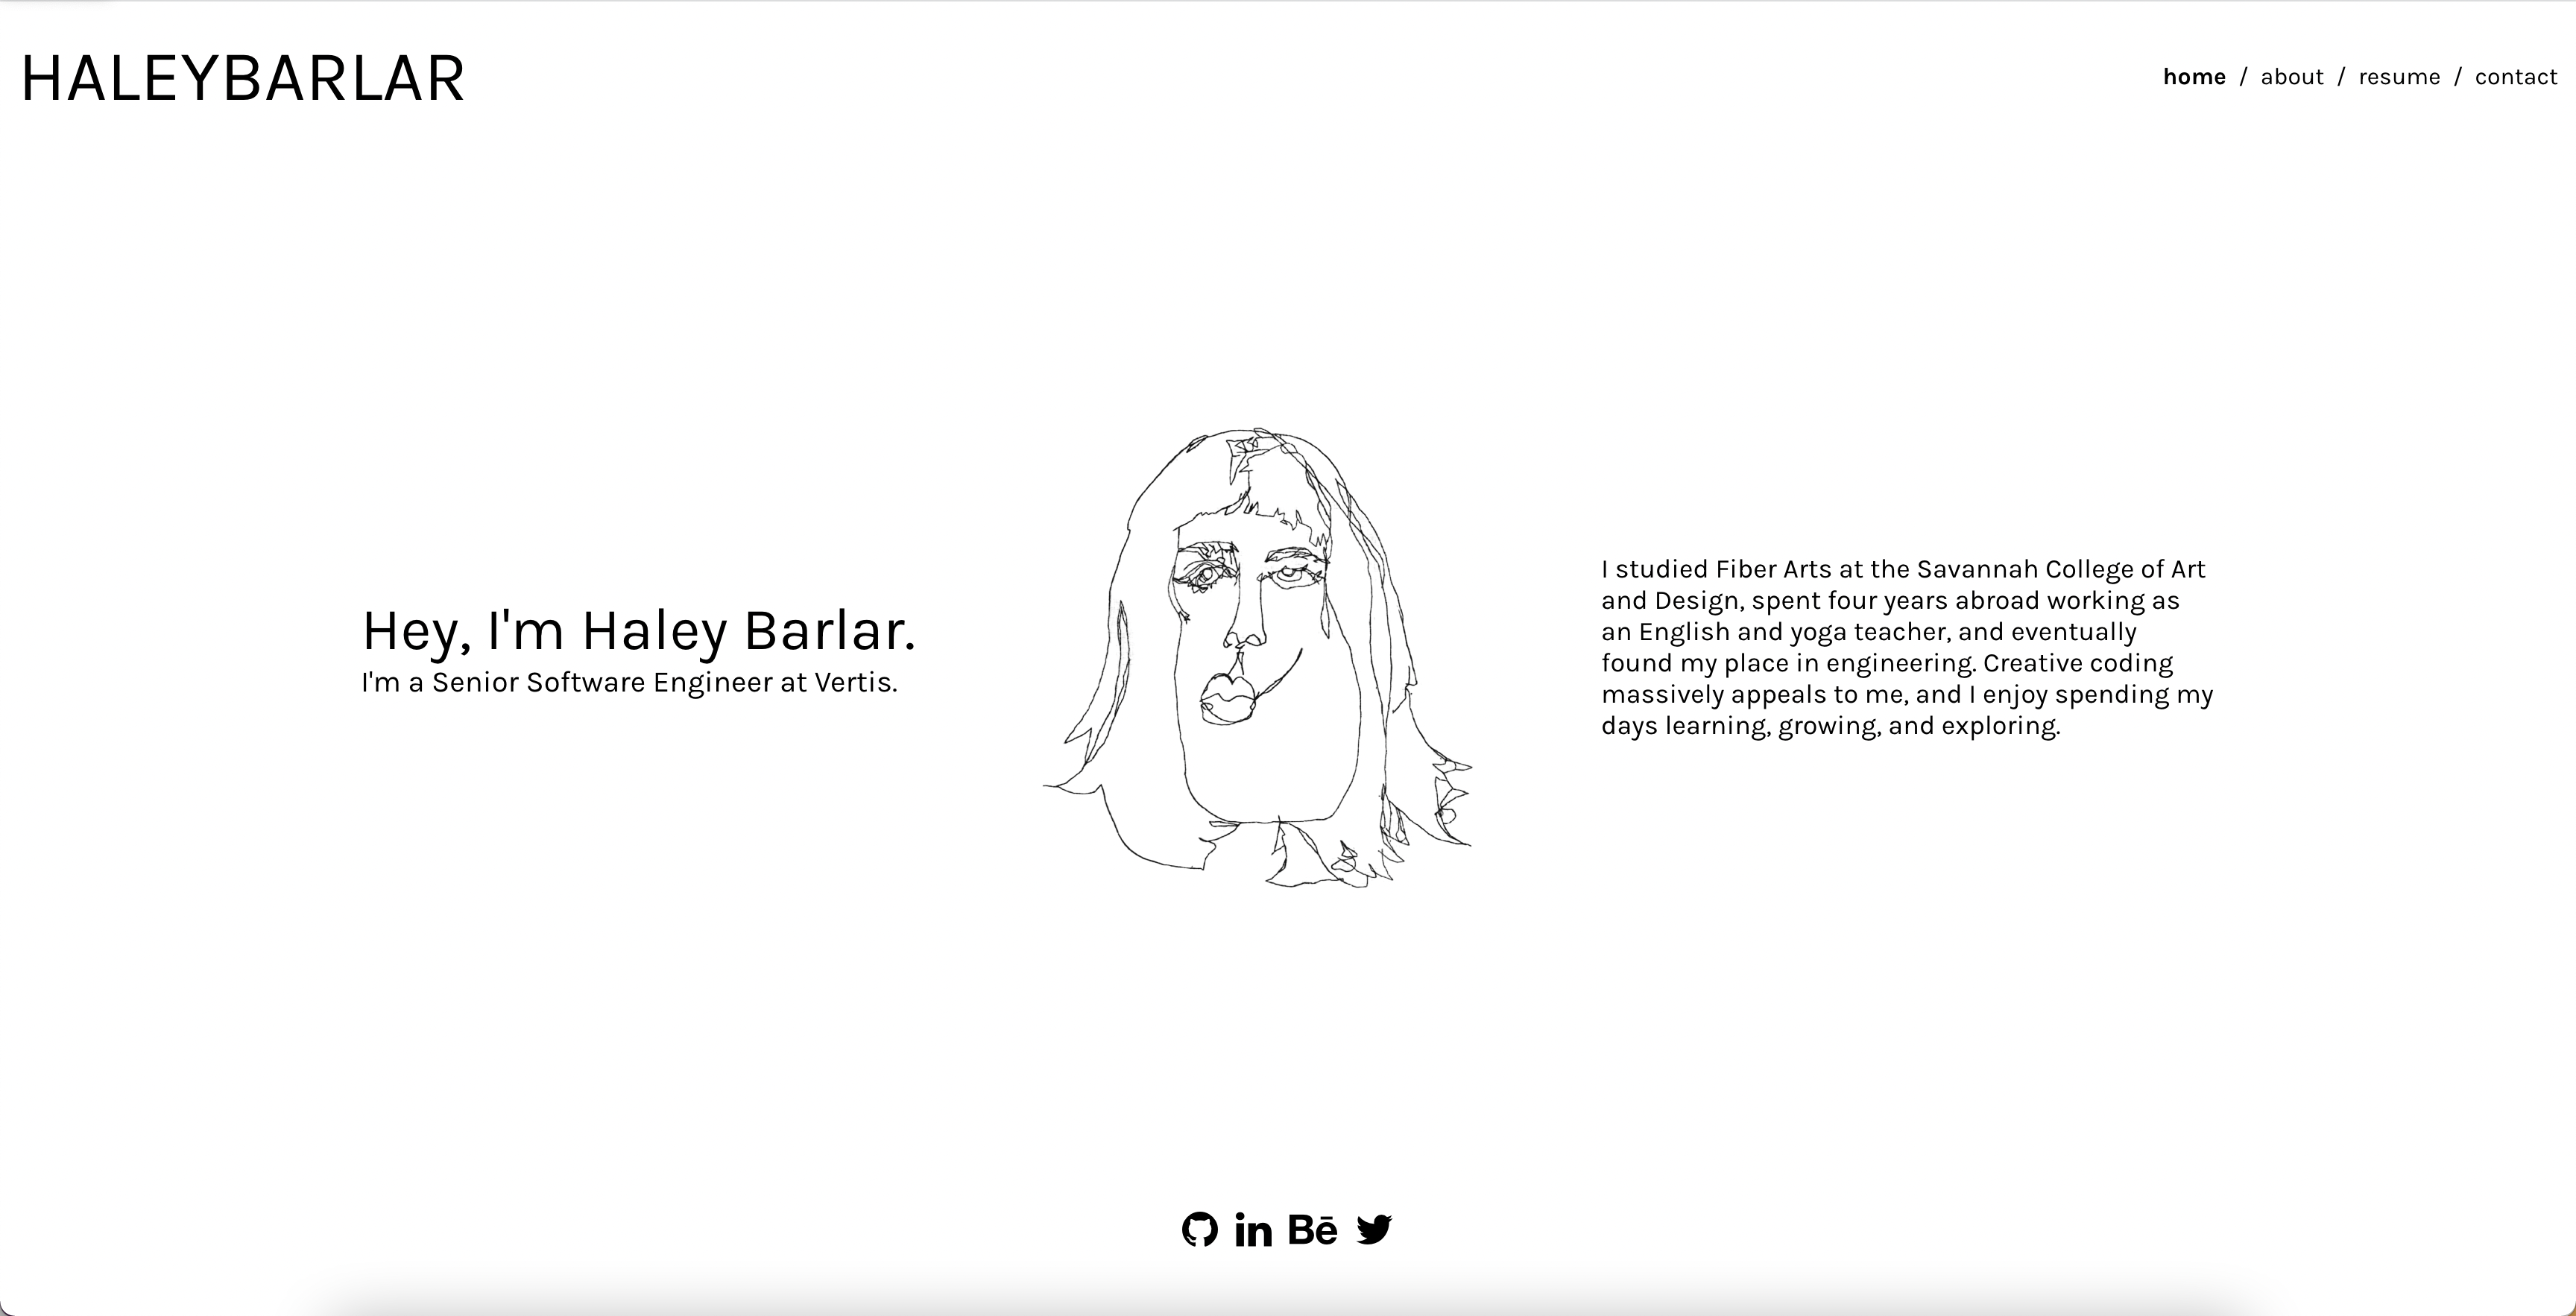 HALEYBARLAR
home / about / resume / contact
Hey, I'm Haley Barlar.
I'm a Senior Software Engineer at Vertis.
I studied Fiber Arts at the Savannah College of Art
and Design, spent four years abroad working as
an English and yoga teacher, and eventually
found my place in engineering. Creative coding
massively appeals to me, and I enjoy spending my
days learning, growing, and exploring.
in Bē